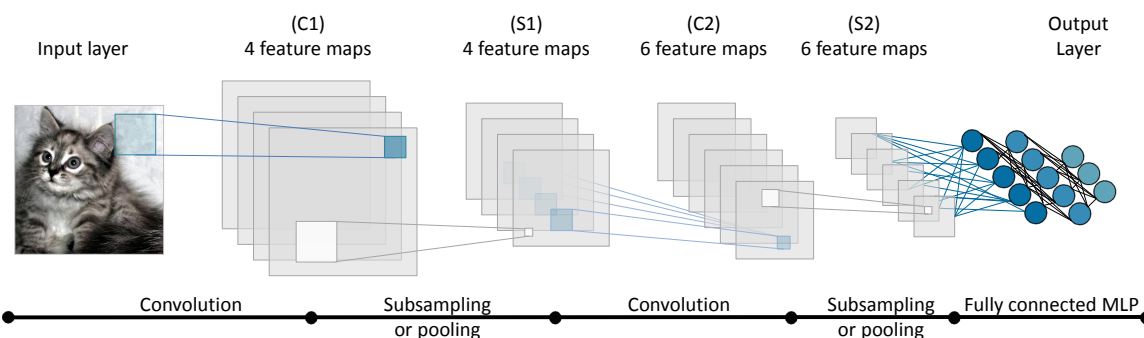 Input layer
(C1)
4 feature maps
(S1)
4 feature maps
(C2)
6 feature maps
(S2)
6 feature maps
Output
Layer
Convolution
Subsampling
or pooling
Convolution
Subsampling
or pooling
Fully connected MLP